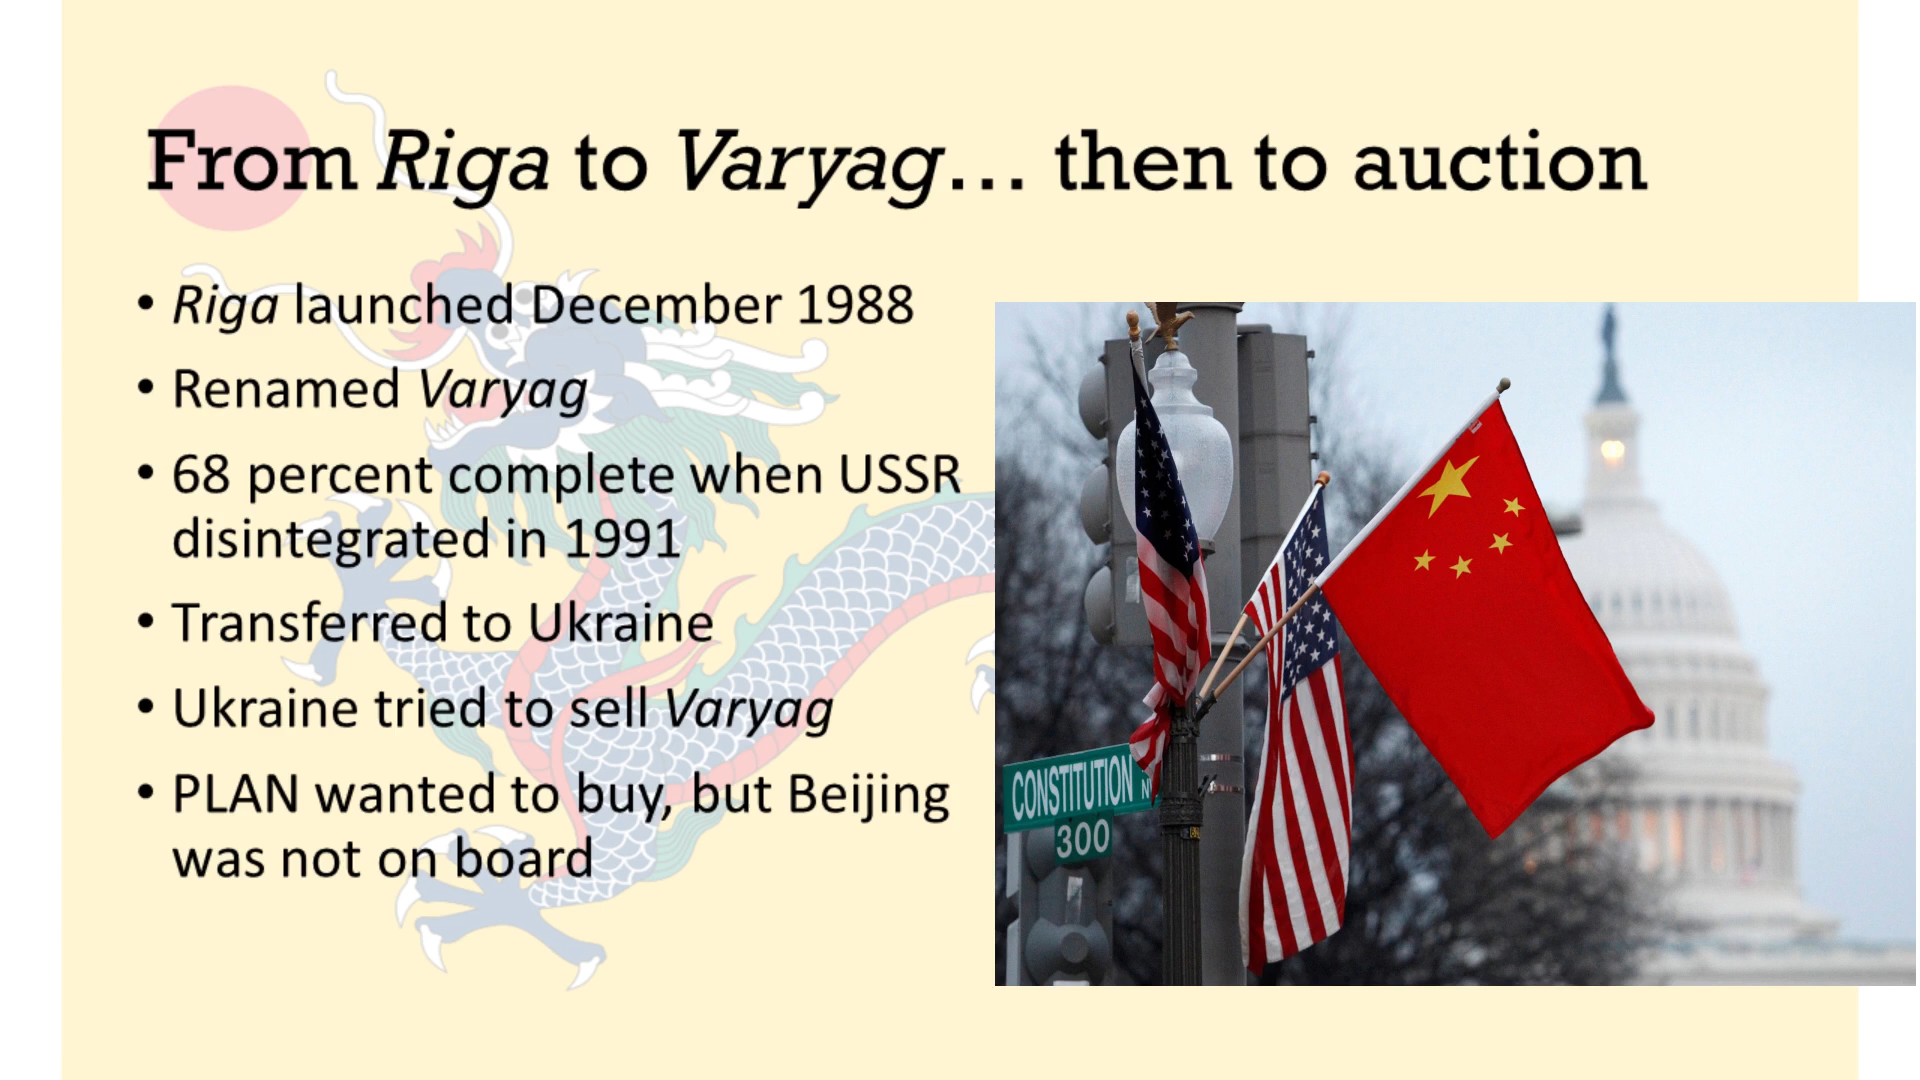 From Riga to Varyag… then to auction
• Riga launched December 1988
• Renamed Varyag
• 68 percent complete when USSR
disintegrated in 1991
• Transferred to Ukraine
• Ukraine tried to sell Varyag
• PLAN wanted to buy, but Beijing
was not on board
CONSTITUTION
300